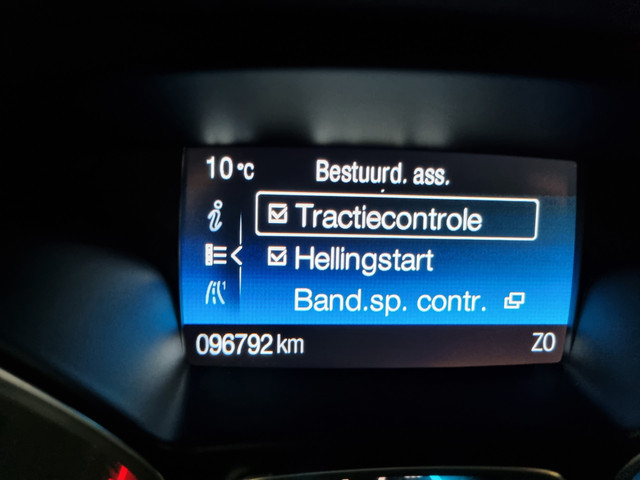 10°C Bestuurd. ass.
Tractiecontrole
Hellingstart
Band.sp. contr.
096792 km ZO